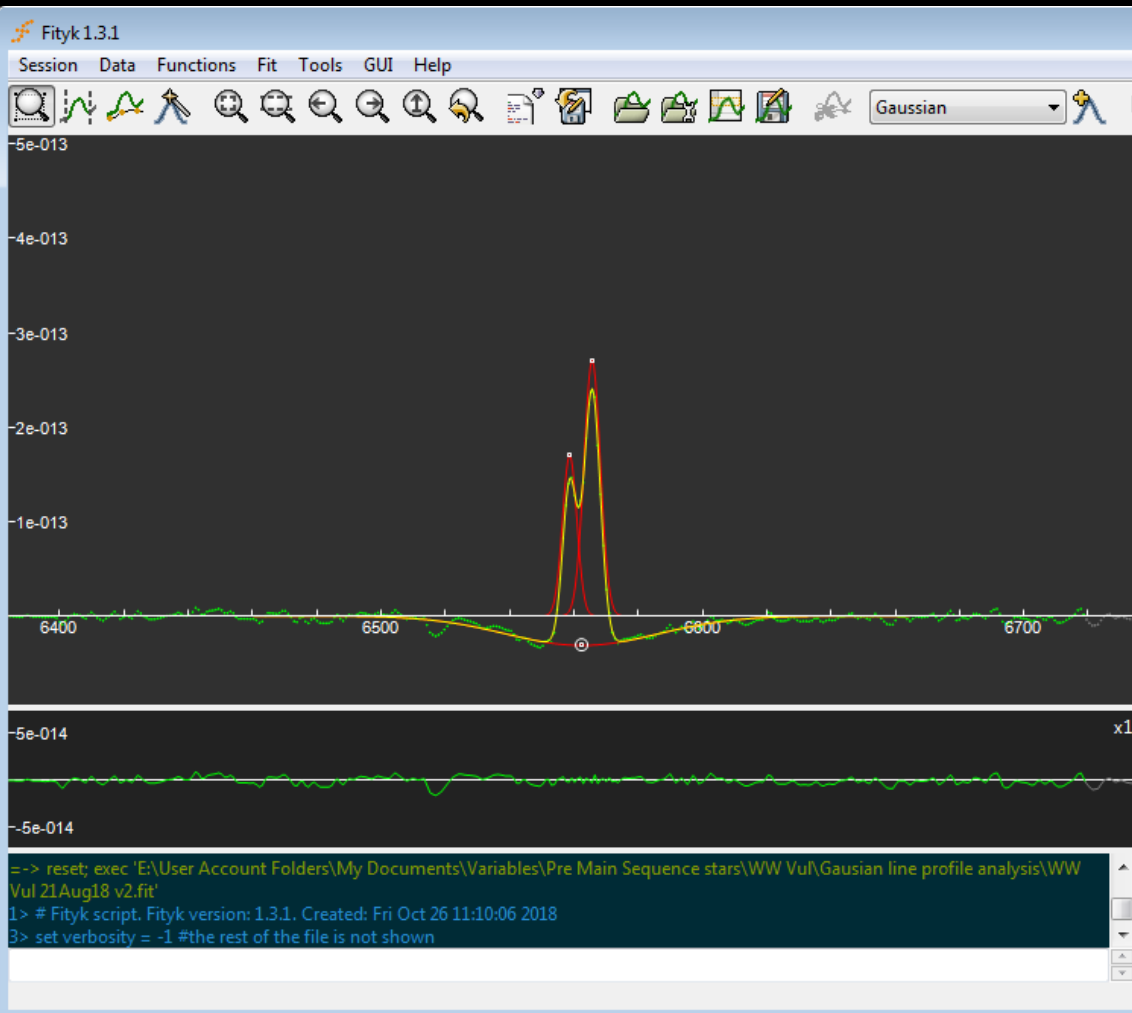 Fityk 1.3.1
Session Data Functions Fit Tools GUI Help
Gaussian
5e-013
4e-013
3e-013
2e-013
1e-013
6400 6500 6600 6700
5e-014 x1
-5e-014
=-> reset; exec 'E:\User Account Folders\My Documents\Variables\Pre Main Sequence stars\WW Vul\Gausian line profile analysis\WW
Vul 21Aug18 v2.fit'
1> # Fityk script. Fityk version: 1.3.1. Created: Fri Oct 26 11:10:06 2018
3> set verbosity = -1 #the rest of the file is not shown